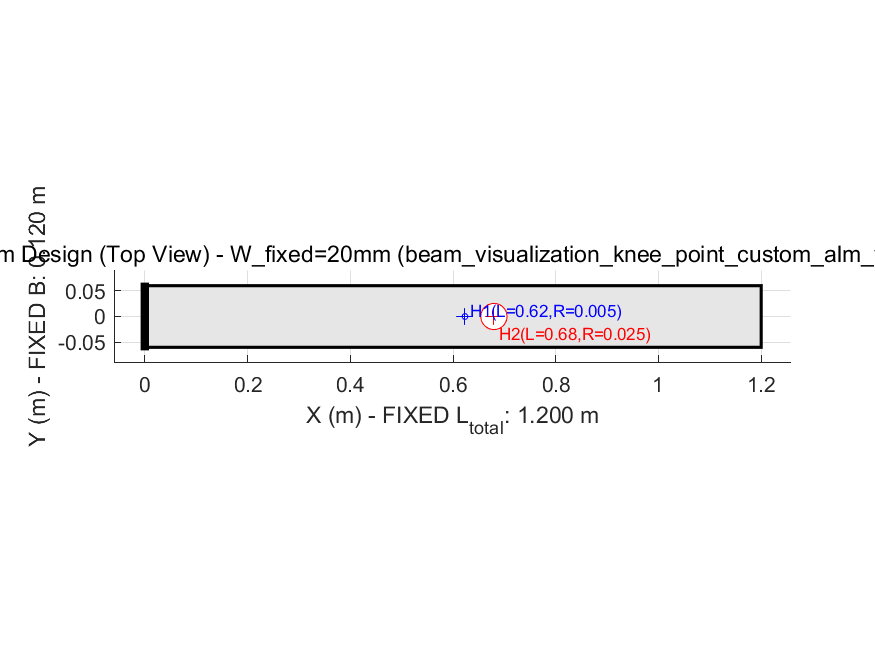 m Design (Top View) - W_fixed=20mm (beam_visualization_knee_point_custom_alm_
Y (m) - FIXED B: 0.120 m
0.05
0
-0.05
H1(L=0.62,R=0.005)
H2(L=0.68,R=0.025)
0 0.2 0.4 0.6 0.8 1 1.2
X (m) - FIXED L_total: 1.200 m